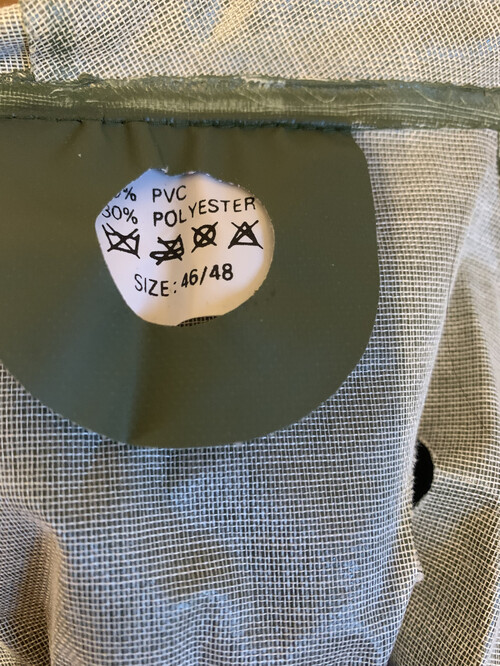 % PVC
30% POLYESTER
SIZE: 46/48